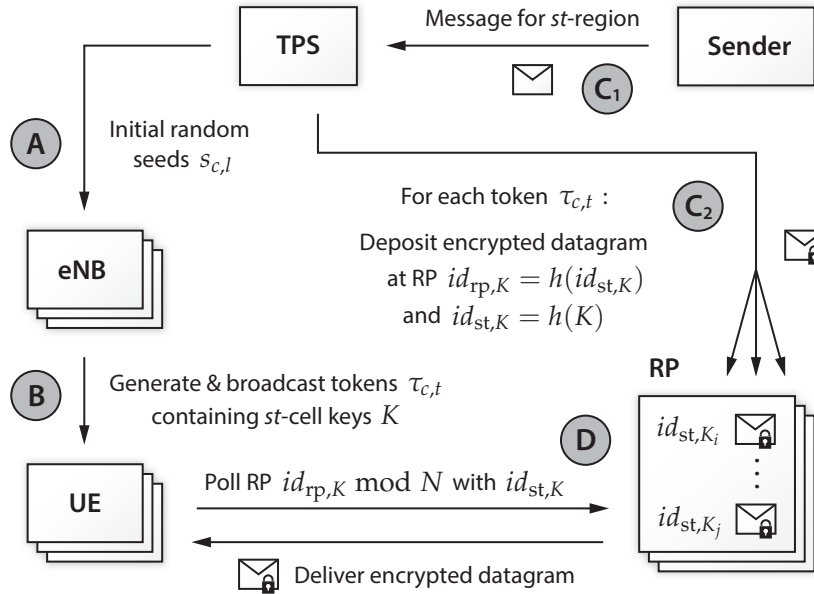 Message for st-region
TPS
Sender
C₁
A
Initial random
seeds s_{c,l}
For each token τ_{c,t} :
C₂
Deposit encrypted datagram
at RP id_{rp,K} = h(id_{st,K})
and id_{st,K} = h(K)
eNB
RP
B
Generate & broadcast tokens τ_{c,t}
containing st-cell keys K
D
id_{st,K_i}
⋮
id_{st,K_j}
UE
Poll RP id_{rp,K} mod N with id_{st,K}
Deliver encrypted datagram